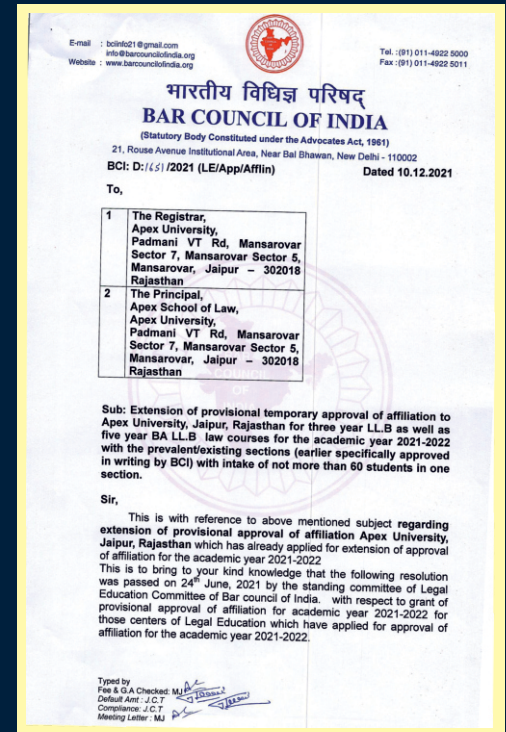 E-mail : bciinfo21@gmail.com
info@barcouncilofindia.org
Website : www.barcouncilofindia.org
Tel. :(91) 011-4922 5000
Fax :(91) 011-4922 5011
भारतीय विधिज्ञ परिषद्
BAR COUNCIL OF INDIA
(Statutory Body Constituted under the Advocates Act, 1961)
21, Rouse Avenue Institutional Area, Near Bal Bhawan, New Delhi - 110002
BCI: D:1651/2021 (LE/App/Afflin) Dated 10.12.2021
To,
1 The Registrar,
Apex University,
Padmani VT Rd, Mansarovar
Sector 7, Mansarovar Sector 5,
Mansarovar, Jaipur – 302018
Rajasthan
2 The Principal,
Apex School of Law,
Apex University,
Padmani VT Rd, Mansarovar
Sector 7, Mansarovar Sector 5,
Mansarovar, Jaipur – 302018
Rajasthan
Sub: Extension of provisional temporary approval of affiliation to
Apex University, Jaipur, Rajasthan for three year LL.B as well as
five year BA LL.B law courses for the academic year 2021-2022
with the prevalent/existing sections (earlier specifically approved
in writing by BCI) with intake of not more than 60 students in one
section.
Sir,
This is with reference to above mentioned subject regarding
extension of provisional approval of affiliation Apex University,
Jaipur, Rajasthan which has already applied for extension of approval
of affiliation for the academic year 2021-2022
This is to bring to your kind knowledge that the following resolution
was passed on 24th June, 2021 by the standing committee of Legal
Education Committee of Bar council of India. with respect to grant of
provisional approval of affiliation for academic year 2021-2022 for
those centers of Legal Education which have applied for approval of
affiliation for the academic year 2021-2022.
Typed by
Fee & G.A Checked: MJ
Default Amt : J.C.T
Compliance: J.C.T
Meeting Letter : MJ